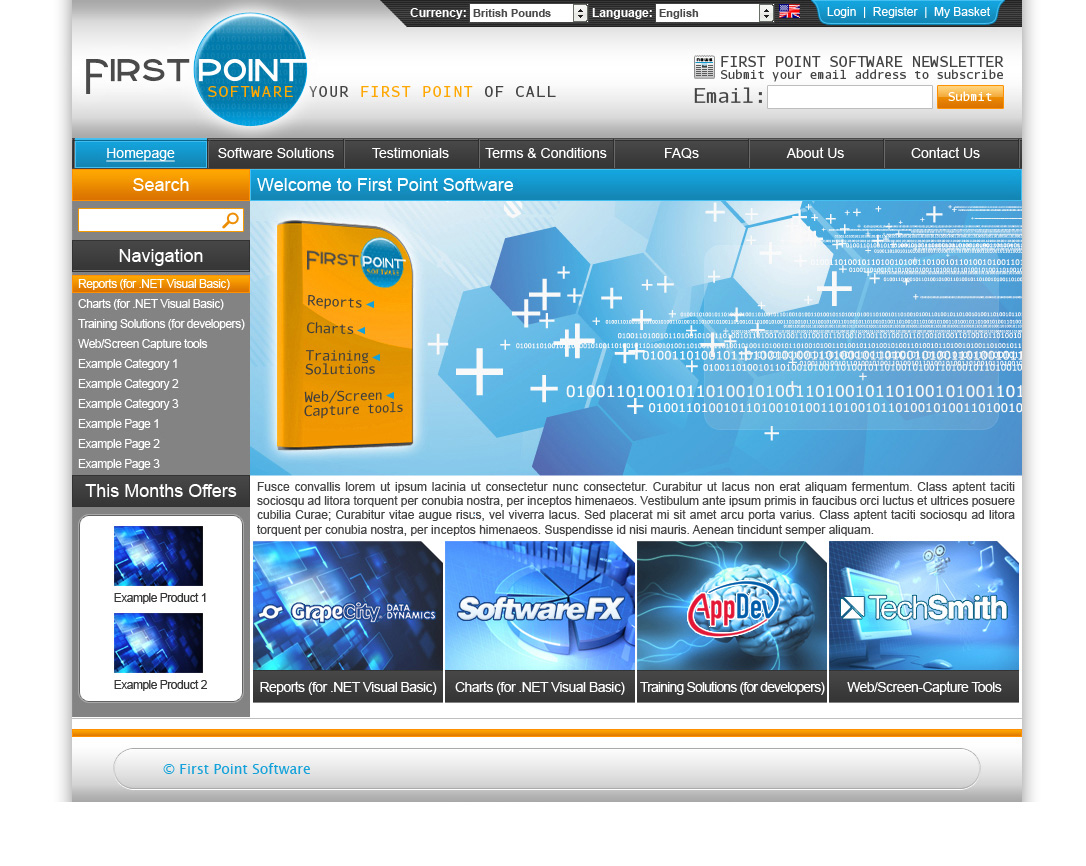 Currency: British Pounds Language: English Login | Register | My Basket
FIRST POINT
SOFTWARE
YOUR FIRST POINT OF CALL
news
FIRST POINT SOFTWARE NEWSLETTER
Submit your email address to subscribe
Email: Submit
Homepage Software Solutions Testimonials Terms & Conditions FAQs About Us Contact Us
Search
Navigation
Reports (for .NET Visual Basic)
Charts (for .NET Visual Basic)
Training Solutions (for developers)
Web/Screen Capture tools
Example Category 1
Example Category 2
Example Category 3
Example Page 1
Example Page 2
Example Page 3
This Months Offers
Example Product 1
Example Product 2
Welcome to First Point Software
FIRST POINT
SOFTWARE
Reports
Charts
Training
Solutions
Web/Screen
Capture tools
Fusce convallis lorem ut ipsum lacinia ut consectetur nunc consectetur. Curabitur ut lacus non erat aliquam fermentum. Class aptent taciti
sociosqu ad litora torquent per conubia nostra, per inceptos himenaeos. Vestibulum ante ipsum primis in faucibus orci luctus et ultrices posuere
cubilia Curae; Curabitur vitae augue risus, vel viverra lacus. Sed placerat mi sit amet arcu porta varius. Class aptent taciti sociosqu ad litora
torquent per conubia nostra, per inceptos himenaeos. Suspendisse id nisi mauris. Aenean tincidunt semper aliquam.
GrapeCity DATA
DYNAMICS
SoftwareFX
AppDev
TechSmith
Reports (for .NET Visual Basic)
Charts (for .NET Visual Basic)
Training Solutions (for developers)
Web/Screen-Capture Tools
© First Point Software